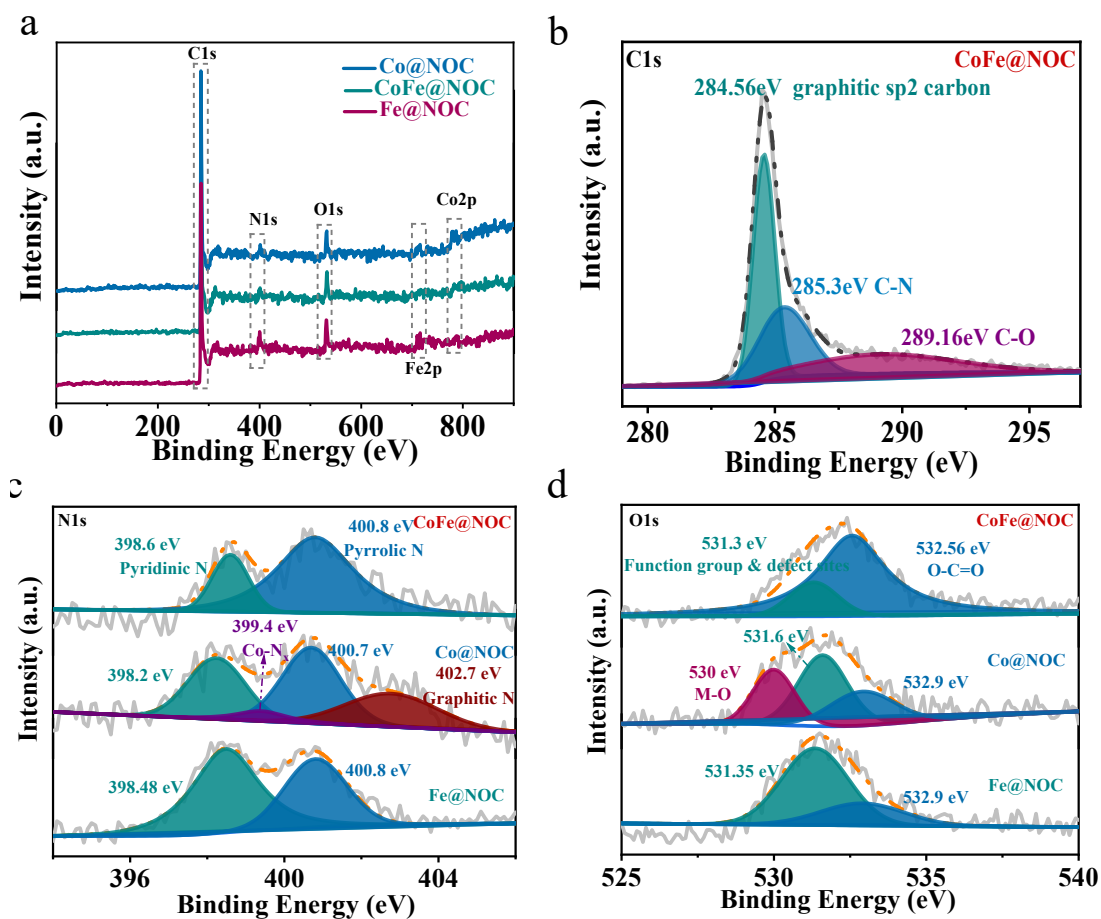 a
C1s
Co@NOC
CoFe@NOC
Fe@NOC
N1s
O1s
Co2p
Fe2p
Intensity (a.u.)
0 200 400 600 800
Binding Energy (eV)
b
C1s
CoFe@NOC
284.56eV graphitic sp2 carbon
285.3eV C-N
289.16eV C-O
Intensity (a.u.)
280 285 290 295
Binding Energy (eV)
c
N1s
CoFe@NOC
398.6 eV
Pyridinic N
400.8 eV
Pyrrolic N
399.4 eV
Co-Nx
398.2 eV
400.7 eV
Co@NOC
402.7 eV
Graphitic N
398.48 eV
400.8 eV
Fe@NOC
Intensity (a.u.)
396 400 404
Binding Energy (eV)
d
O1s
CoFe@NOC
531.3 eV
Function group & defect sites
532.56 eV
O-C=O
531.6 eV
Co@NOC
530 eV
M-O
532.9 eV
531.35 eV
Fe@NOC
532.9 eV
Intensity (a.u.)
525 530 535 540
Binding Energy (eV)